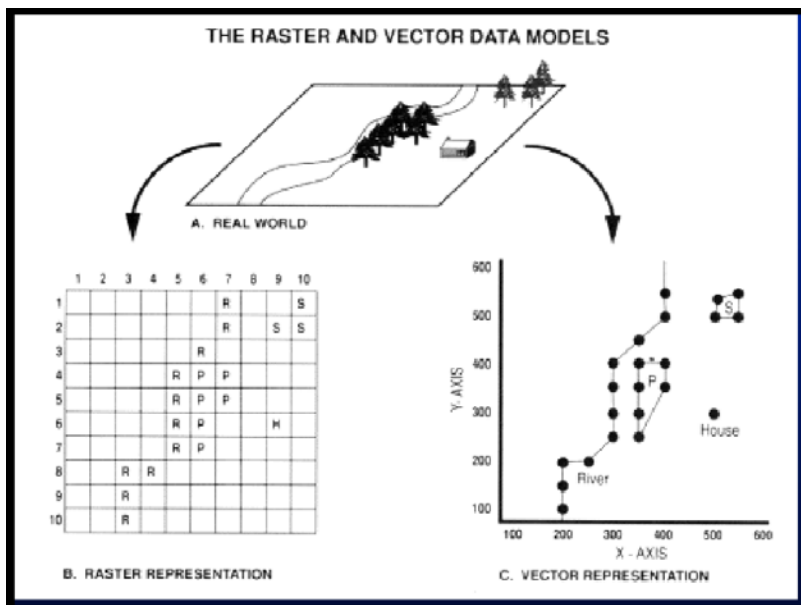 THE RASTER AND VECTOR DATA MODELS
A. REAL WORLD
1 2 3 4 5 6 7 8 9 10
1 R S
2 R S S
3 R
4 R P P
5 R P P
6 R P H
7 R P
8 R R
9 R
10 R
B. RASTER REPRESENTATION
600
500
400
300
200
100
Y-AXIS
S
P
House
River
100 200 300 400 500 600
X - AXIS
C. VECTOR REPRESENTATION